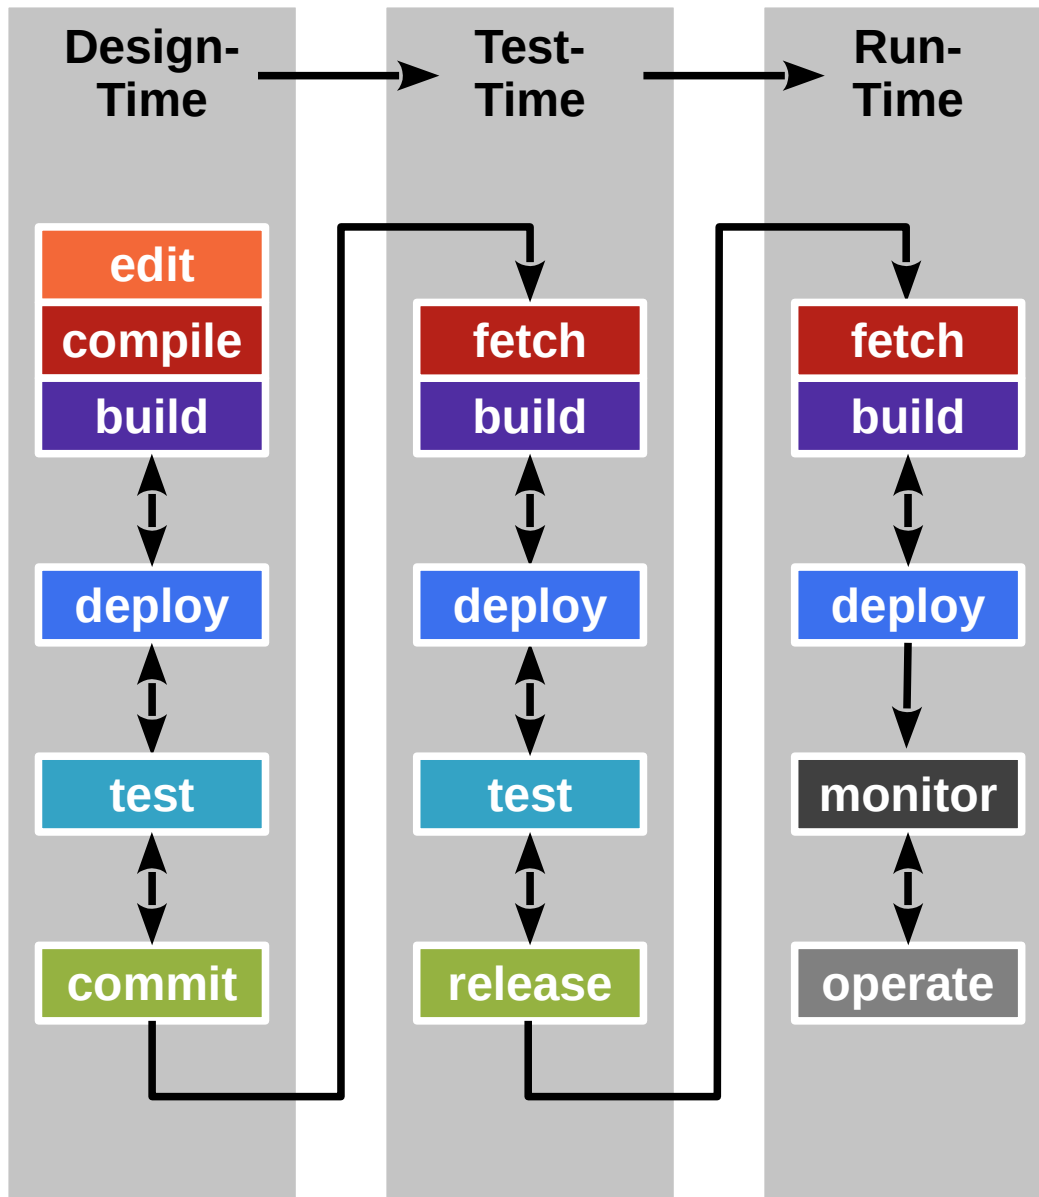 Design-
Time
Test-
Time
Run-
Time
edit
compile
build
deploy
test
commit
fetch
build
deploy
test
release
fetch
build
deploy
monitor
operate